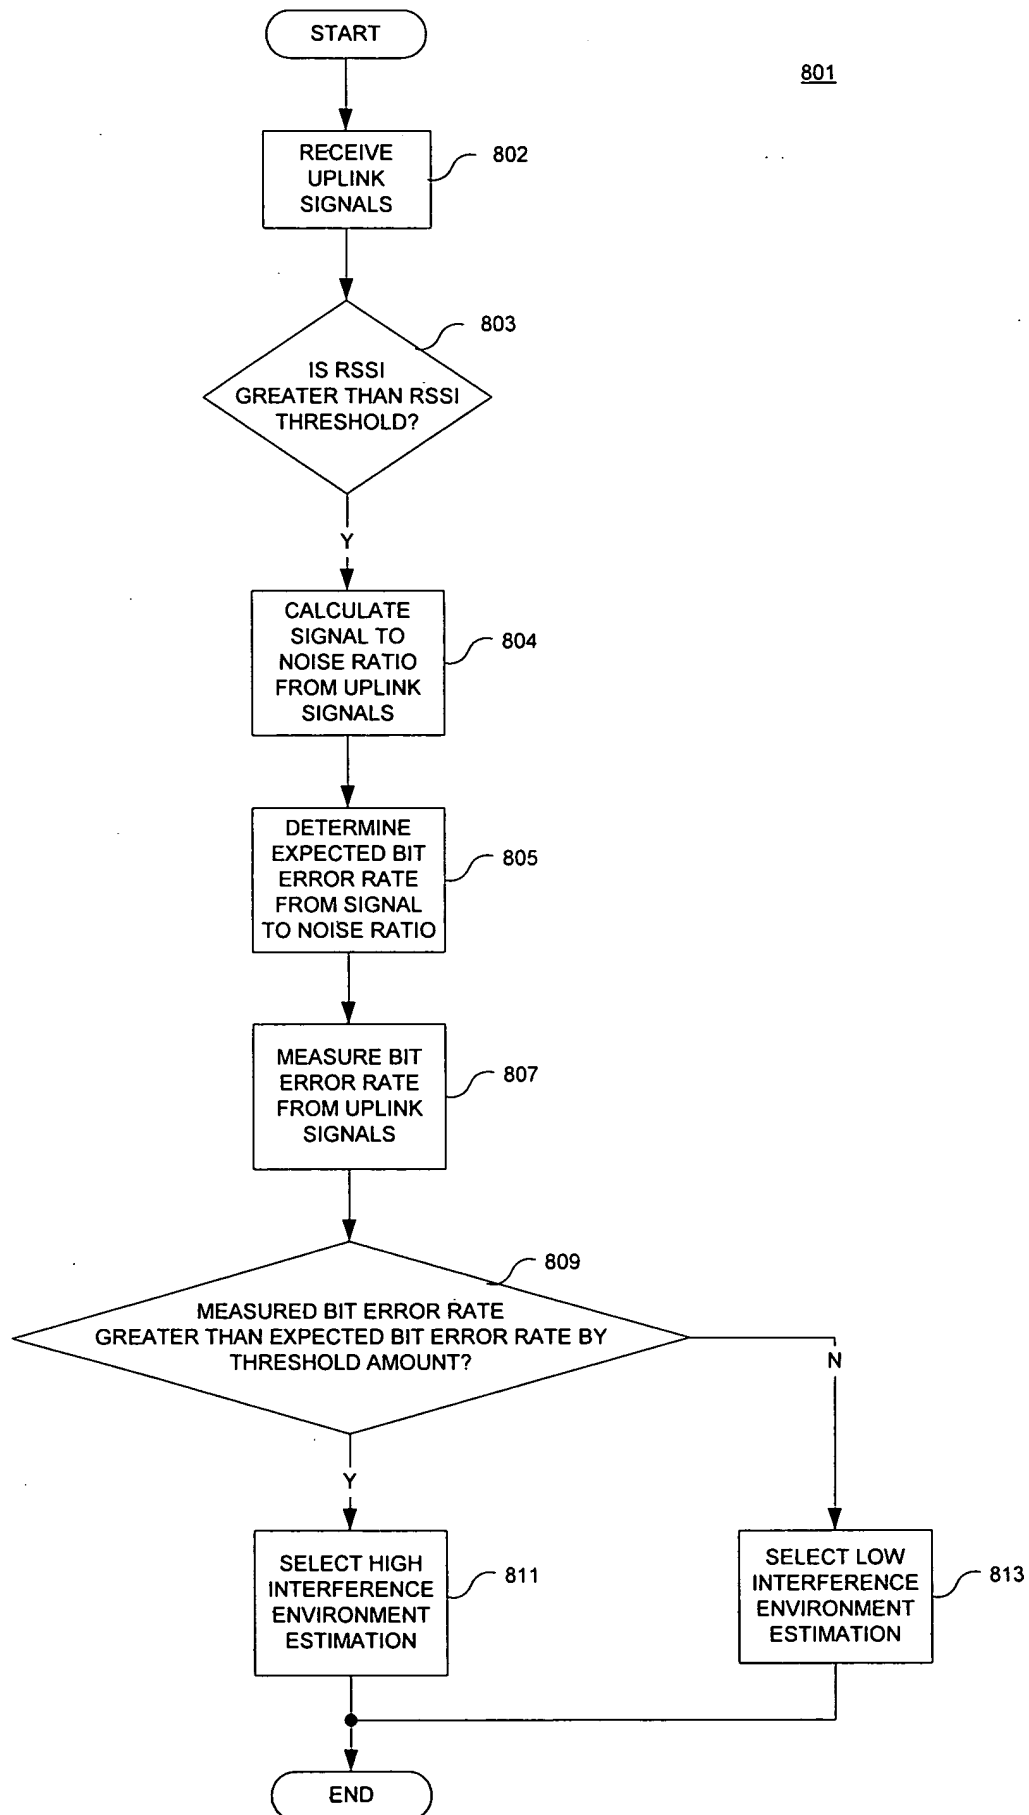 START
801
RECEIVE
UPLINK
SIGNALS
802
803
IS RSSI
GREATER THAN RSSI
THRESHOLD?
Y
CALCULATE
SIGNAL TO
NOISE RATIO
FROM UPLINK
SIGNALS
804
DETERMINE
EXPECTED BIT
ERROR RATE
FROM SIGNAL
TO NOISE RATIO
805
MEASURE BIT
ERROR RATE
FROM UPLINK
SIGNALS
807
809
MEASURED BIT ERROR RATE
GREATER THAN EXPECTED BIT ERROR RATE BY
THRESHOLD AMOUNT?
N
Y
SELECT HIGH
INTERFERENCE
ENVIRONMENT
ESTIMATION
811
SELECT LOW
INTERFERENCE
ENVIRONMENT
ESTIMATION
813
END